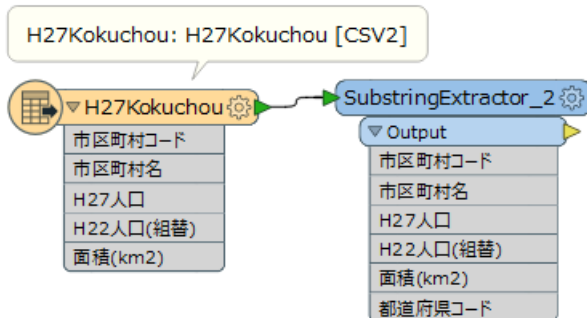 H27Kokuchou: H27Kokuchou [CSV2]
H27Kokuchou
市区町村コード
市区町村名
H27人口
H22人口(組替)
面積(km2)
SubstringExtractor_2
Output
市区町村コード
市区町村名
H27人口
H22人口(組替)
面積(km2)
都道府県コード